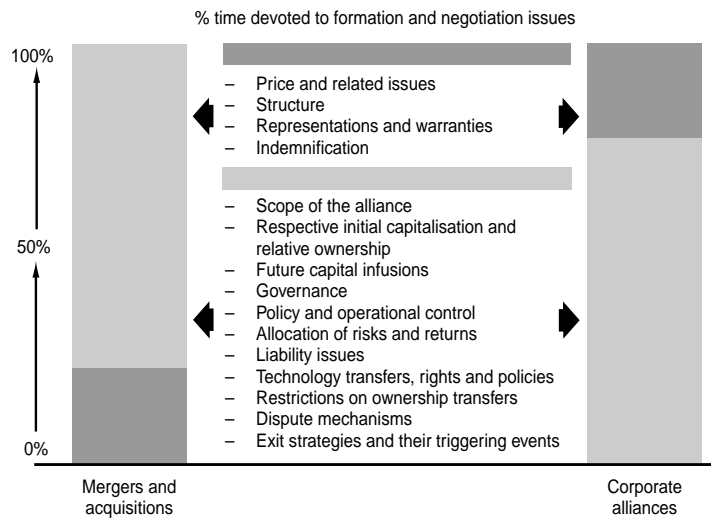 % time devoted to formation and negotiation issues
100%
50%
0%
– Price and related issues
– Structure
– Representations and warranties
– Indemnification
– Scope of the alliance
– Respective initial capitalisation and
relative ownership
– Future capital infusions
– Governance
– Policy and operational control
– Allocation of risks and returns
– Liability issues
– Technology transfers, rights and policies
– Restrictions on ownership transfers
– Dispute mechanisms
– Exit strategies and their triggering events
Mergers and
acquisitions
Corporate
alliances